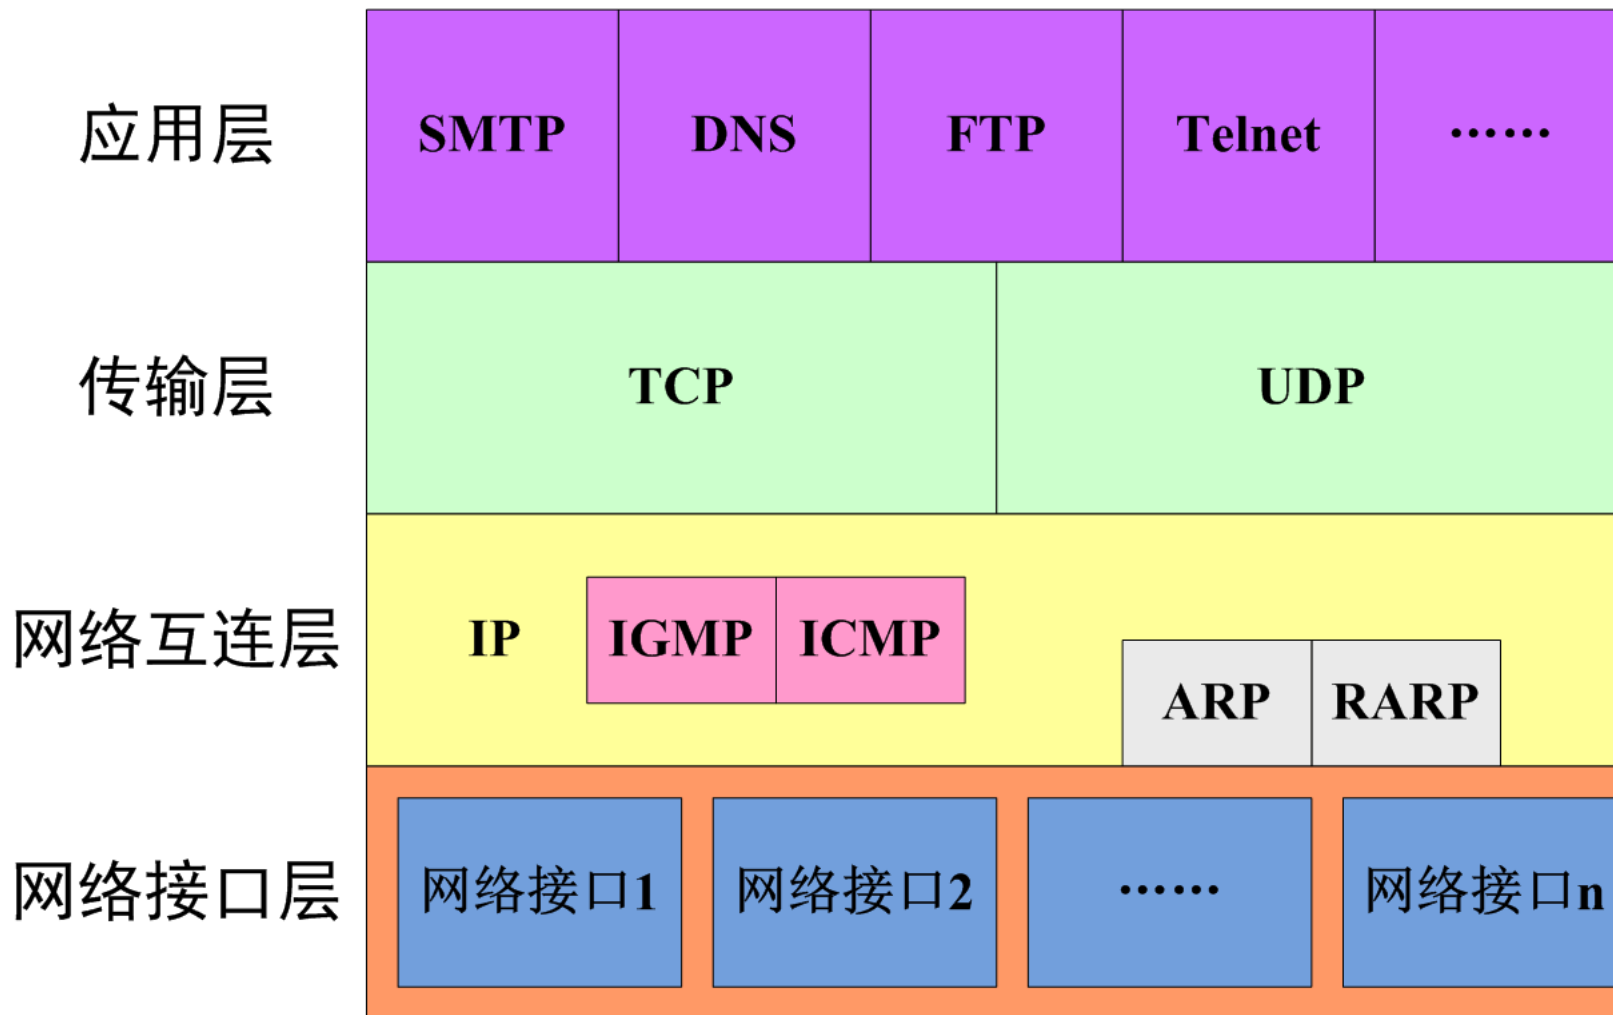 应用层
SMTP
DNS
FTP
Telnet
……
传输层
TCP
UDP
网络互连层
IP
IGMP
ICMP
ARP
RARP
网络接口层
网络接口1
网络接口2
……
网络接口n